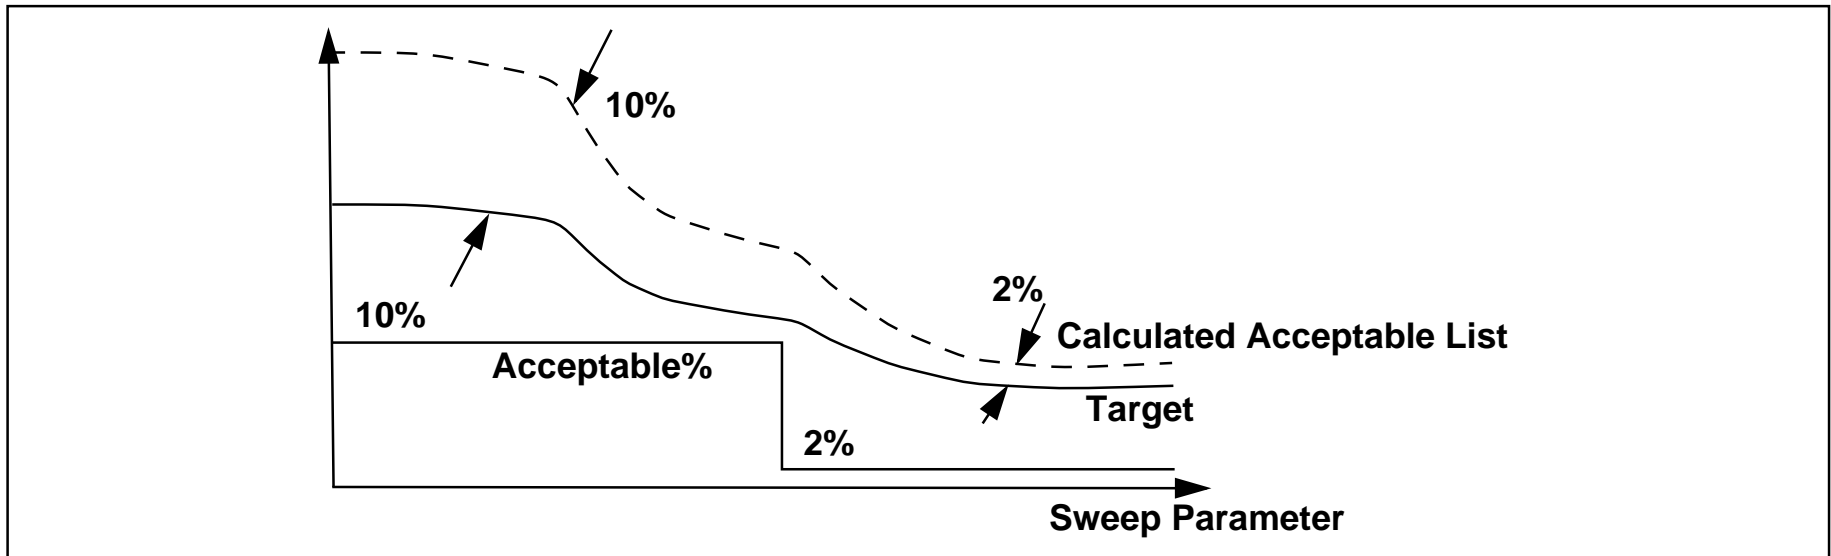 10%
2%
10%
Calculated Acceptable List
Acceptable%
Target
2%
Sweep Parameter